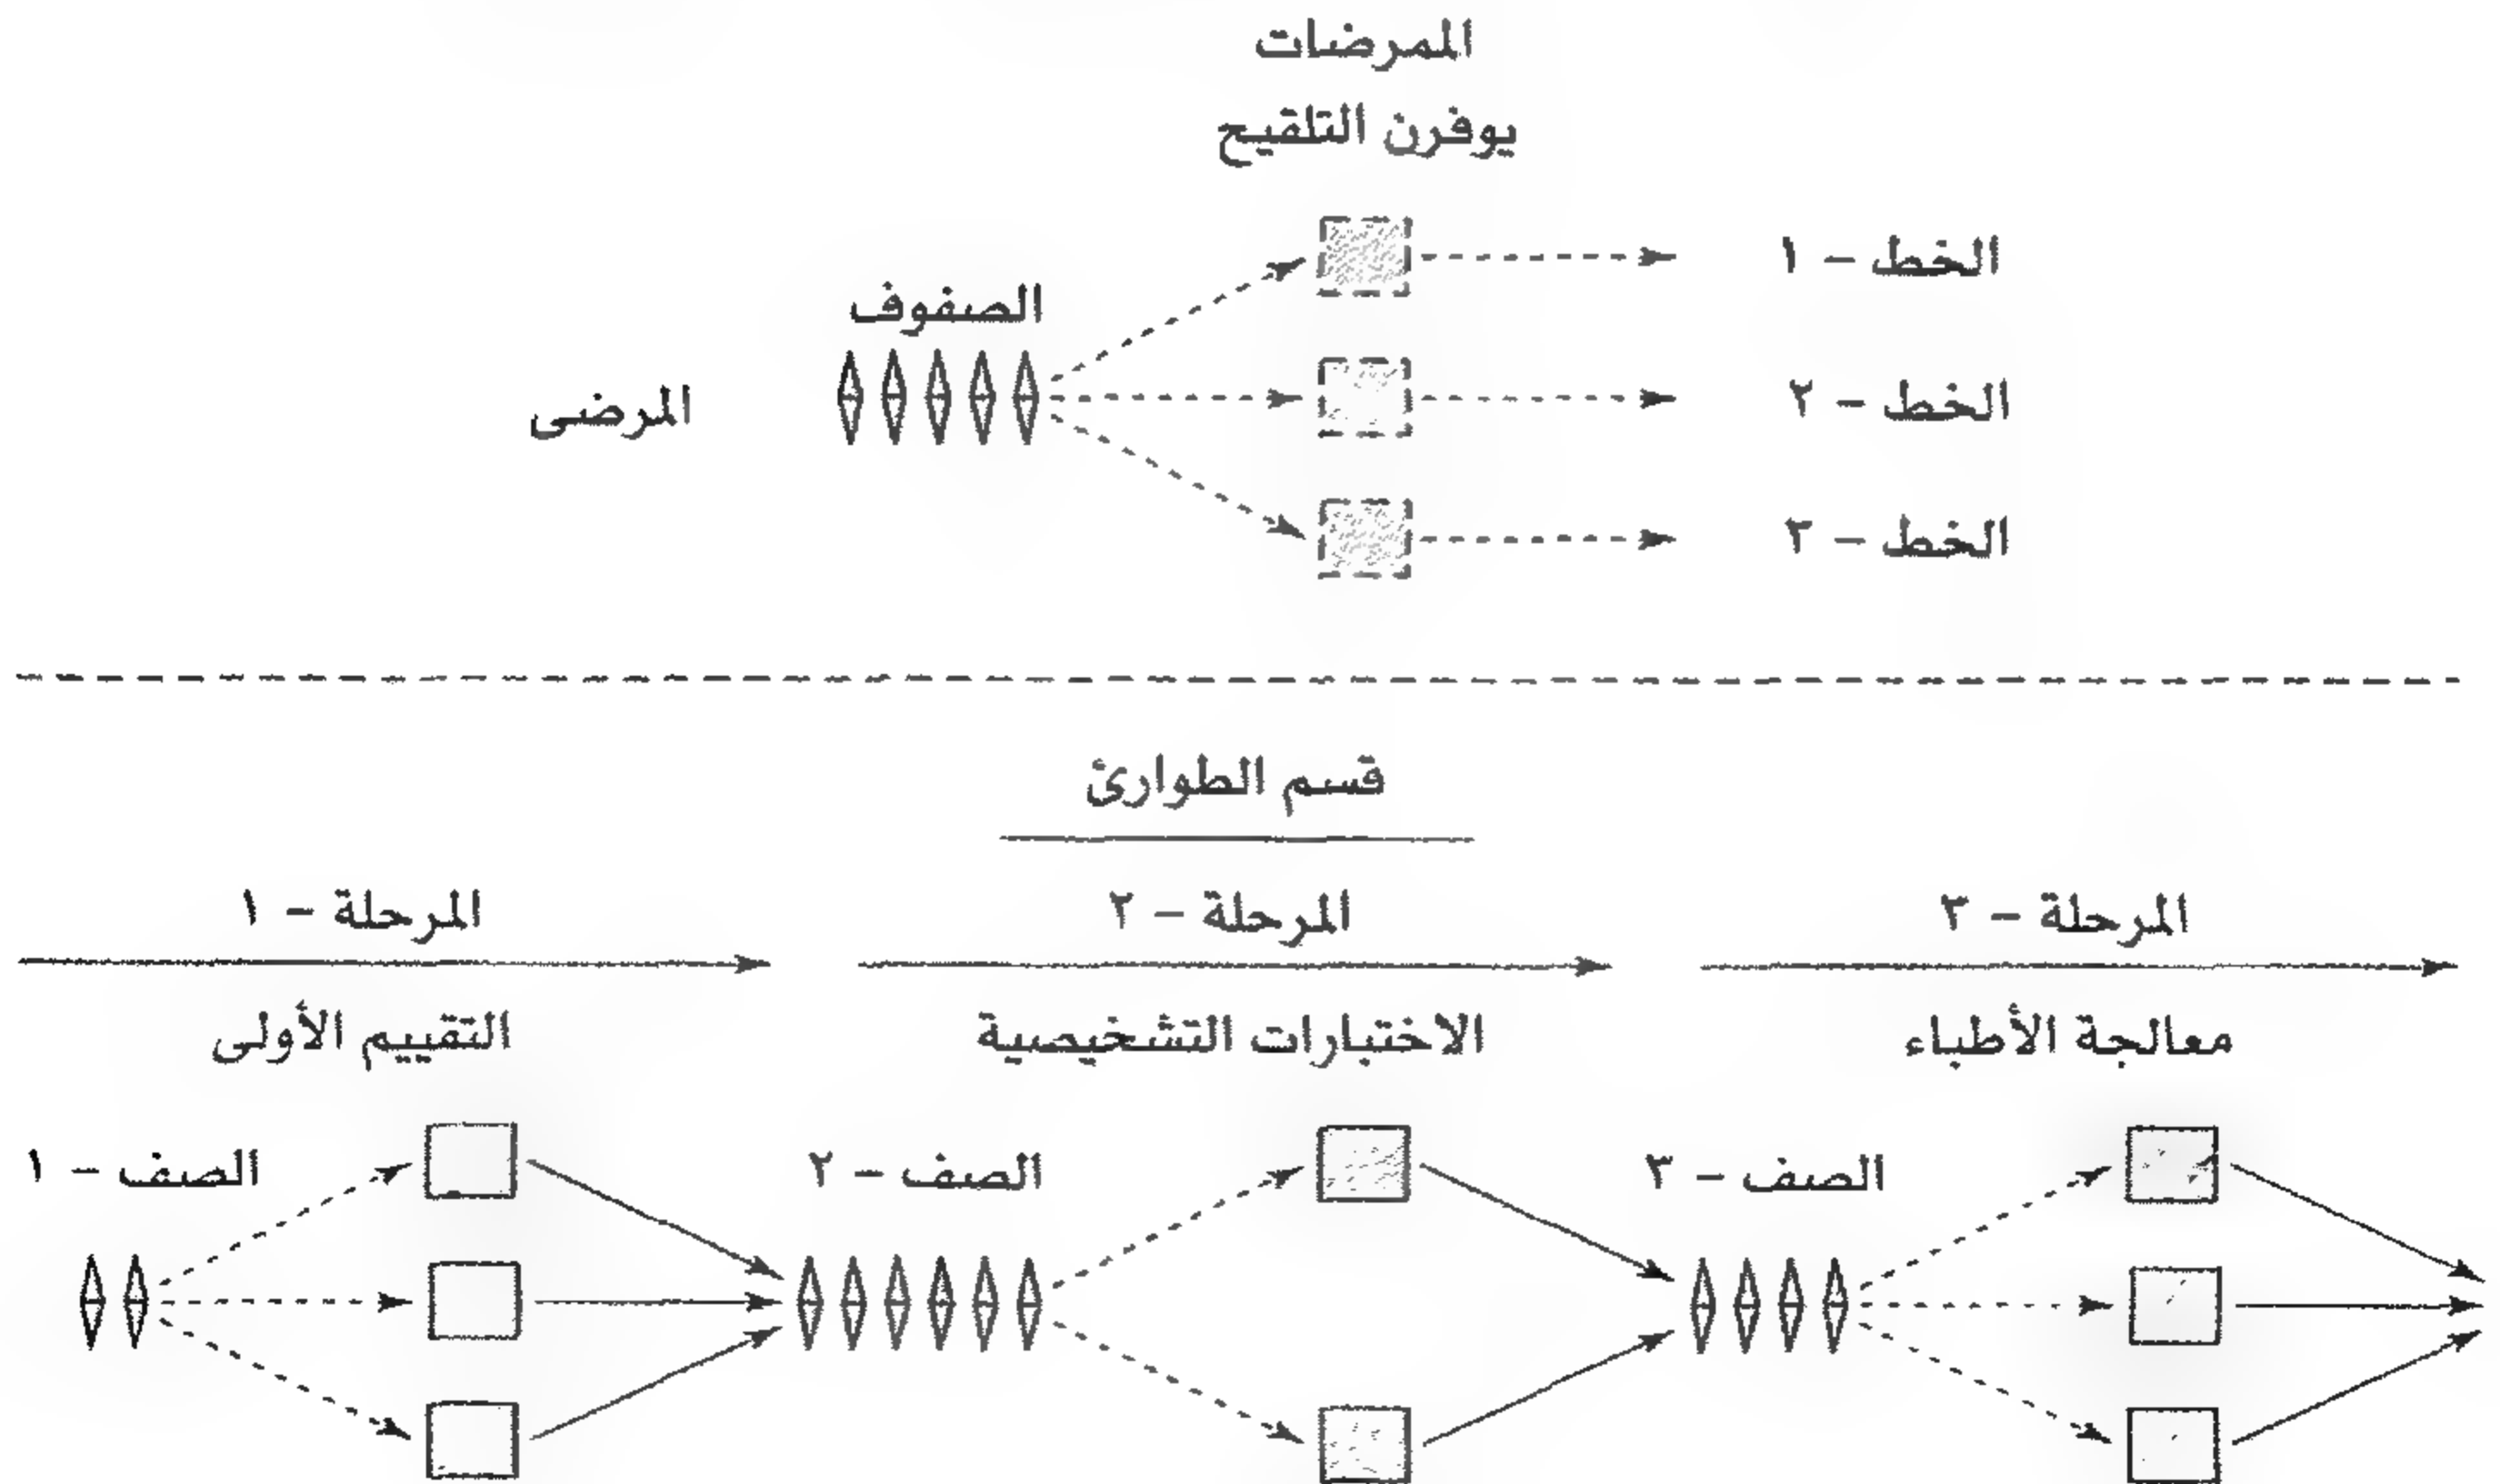 الممرضات
يوفرن التلقيح
الخط – ١
الصفوف
المرضى
الخط – ٢
الخط – ٣
قسم الطوارئ
المرحلة – ١
المرحلة – ٢
المرحلة – ٣
التقييم الأولى
الاختبارات التشخيصية
معالجة الأطباء
الصف – ١
الصف – ٢
الصف – ٣